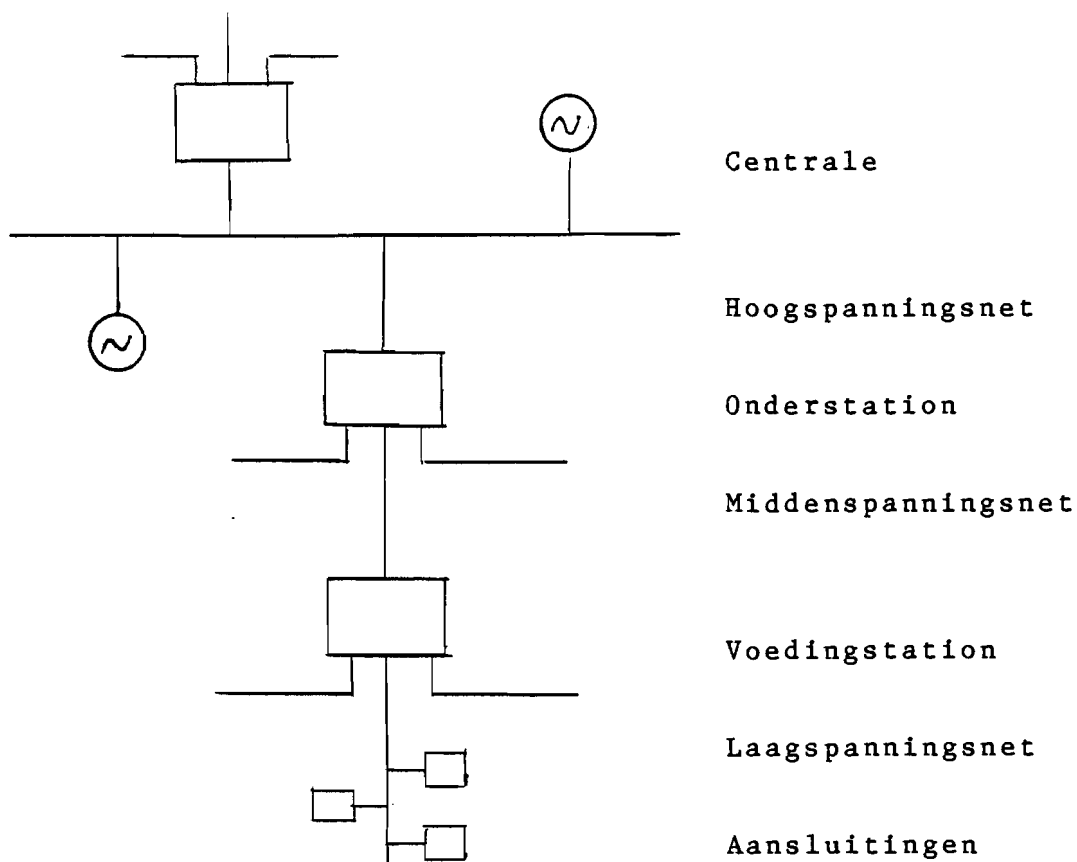 Centrale
Hoogspanningsnet
Onderstation
Middenspanningsnet
Voedingstation
Laagspanningsnet
Aansluitingen